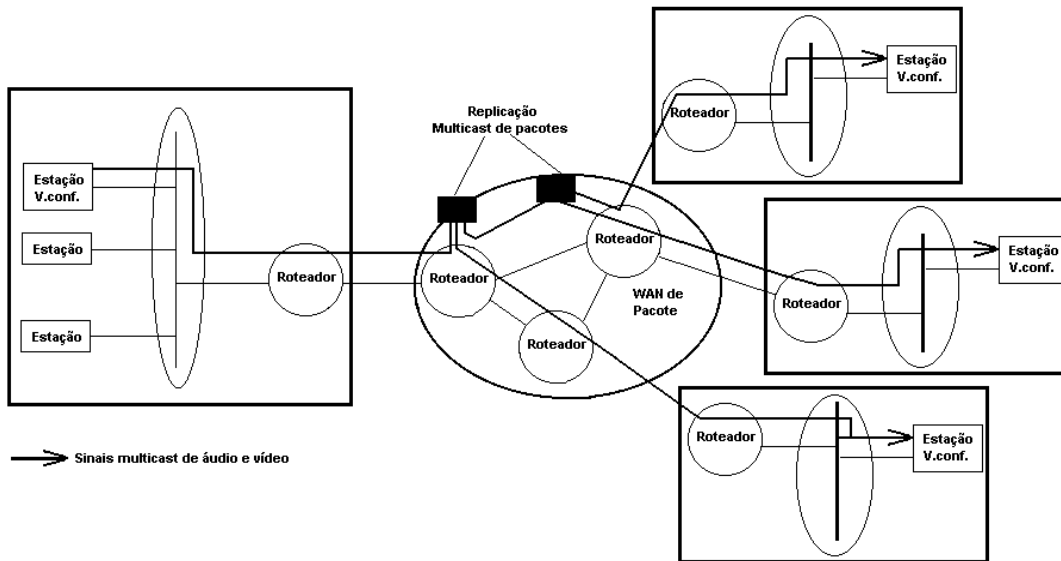 Estação
V.conf.
Estação
Estação
Roteador
Replicação
Multicast de pacotes
Roteador
Roteador
Roteador
WAN de
Pacote
Roteador
Estação
V.conf.
Roteador
Estação
V.conf.
Roteador
Estação
V.conf.
Sinais multicast de áudio e vídeo